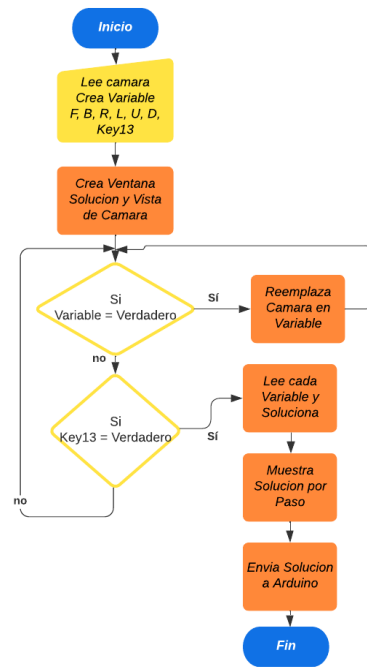 Inicio
Lee camara
Crea Variable
F, B, R, L, U, D,
Key13
Crea Ventana
Solucion y Vista
de Camara
Si
Variable = Verdadero
Sí
Reemplaza
Camara en
Variable
no
Si
Key13 = Verdadero
Sí
Lee cada
Variable y
Soluciona
no
Muestra
Solucion por
Paso
Envia Solucion
a Arduino
Fin